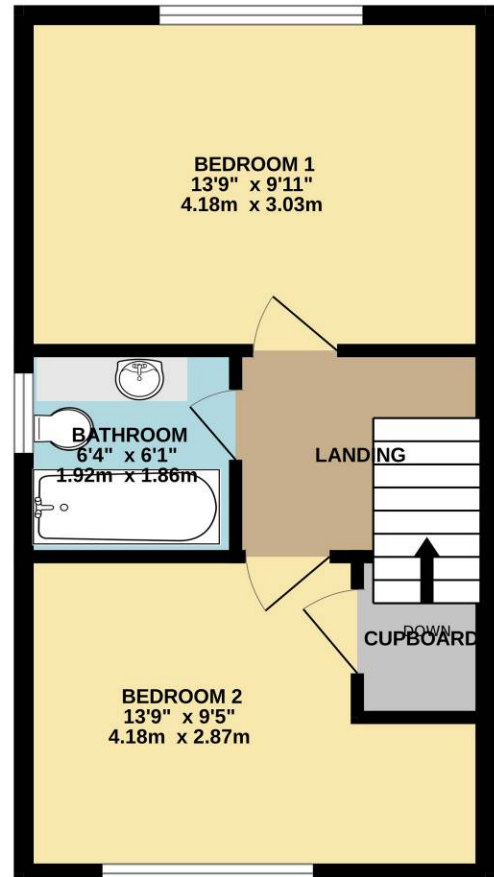 BEDROOM 1
13'9" x 9'11"
4.18m x 3.03m
BATHROOM
6'4" x 6'1"
1.92m x 1.86m
LANDING
DOWN
CUPBOARD
BEDROOM 2
13'9" x 9'5"
4.18m x 2.87m